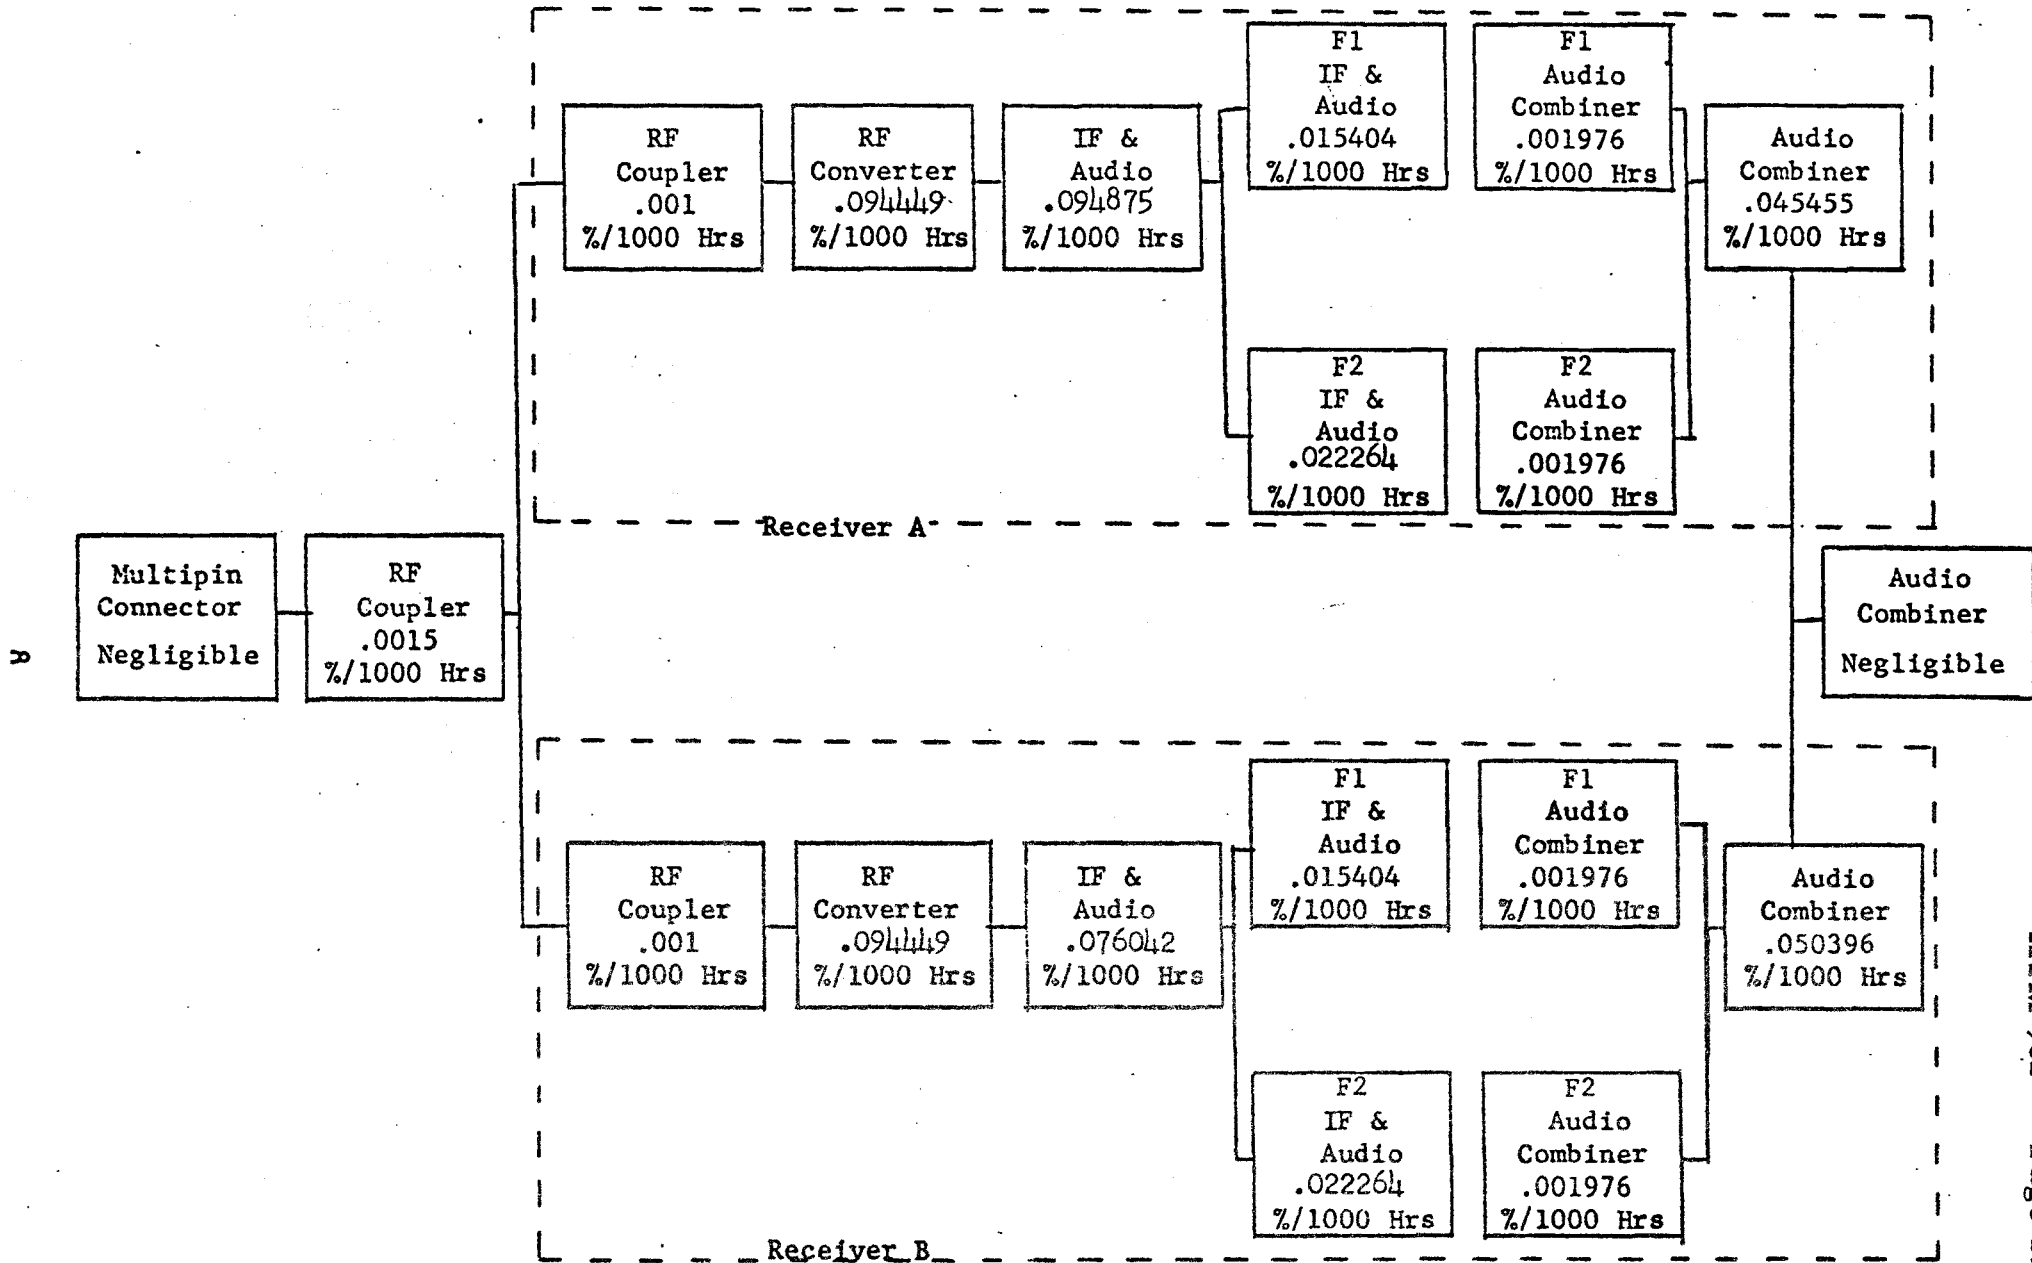 F1
IF &
Audio
.015404
%/1000 Hrs
F1
Audio
Combiner
.001976
%/1000 Hrs
RF
Coupler
.001
%/1000 Hrs
RF
Converter
.094449
%/1000 Hrs
IF &
Audio
.094875
%/1000 Hrs
Audio
Combiner
.045455
%/1000 Hrs
F2
IF &
Audio
.022264
%/1000 Hrs
F2
Audio
Combiner
.001976
%/1000 Hrs
Receiver A
Multipin
Connector
Negligible
RF
Coupler
.0015
%/1000 Hrs
Audio
Combiner
Negligible
F1
IF &
Audio
.015404
%/1000 Hrs
F1
Audio
Combiner
.001976
%/1000 Hrs
RF
Coupler
.001
%/1000 Hrs
RF
Converter
.094449
%/1000 Hrs
IF &
Audio
.076042
%/1000 Hrs
Audio
Combiner
.050396
%/1000 Hrs
F2
IF &
Audio
.022264
%/1000 Hrs
F2
Audio
Combiner
.001976
%/1000 Hrs
Receiver B